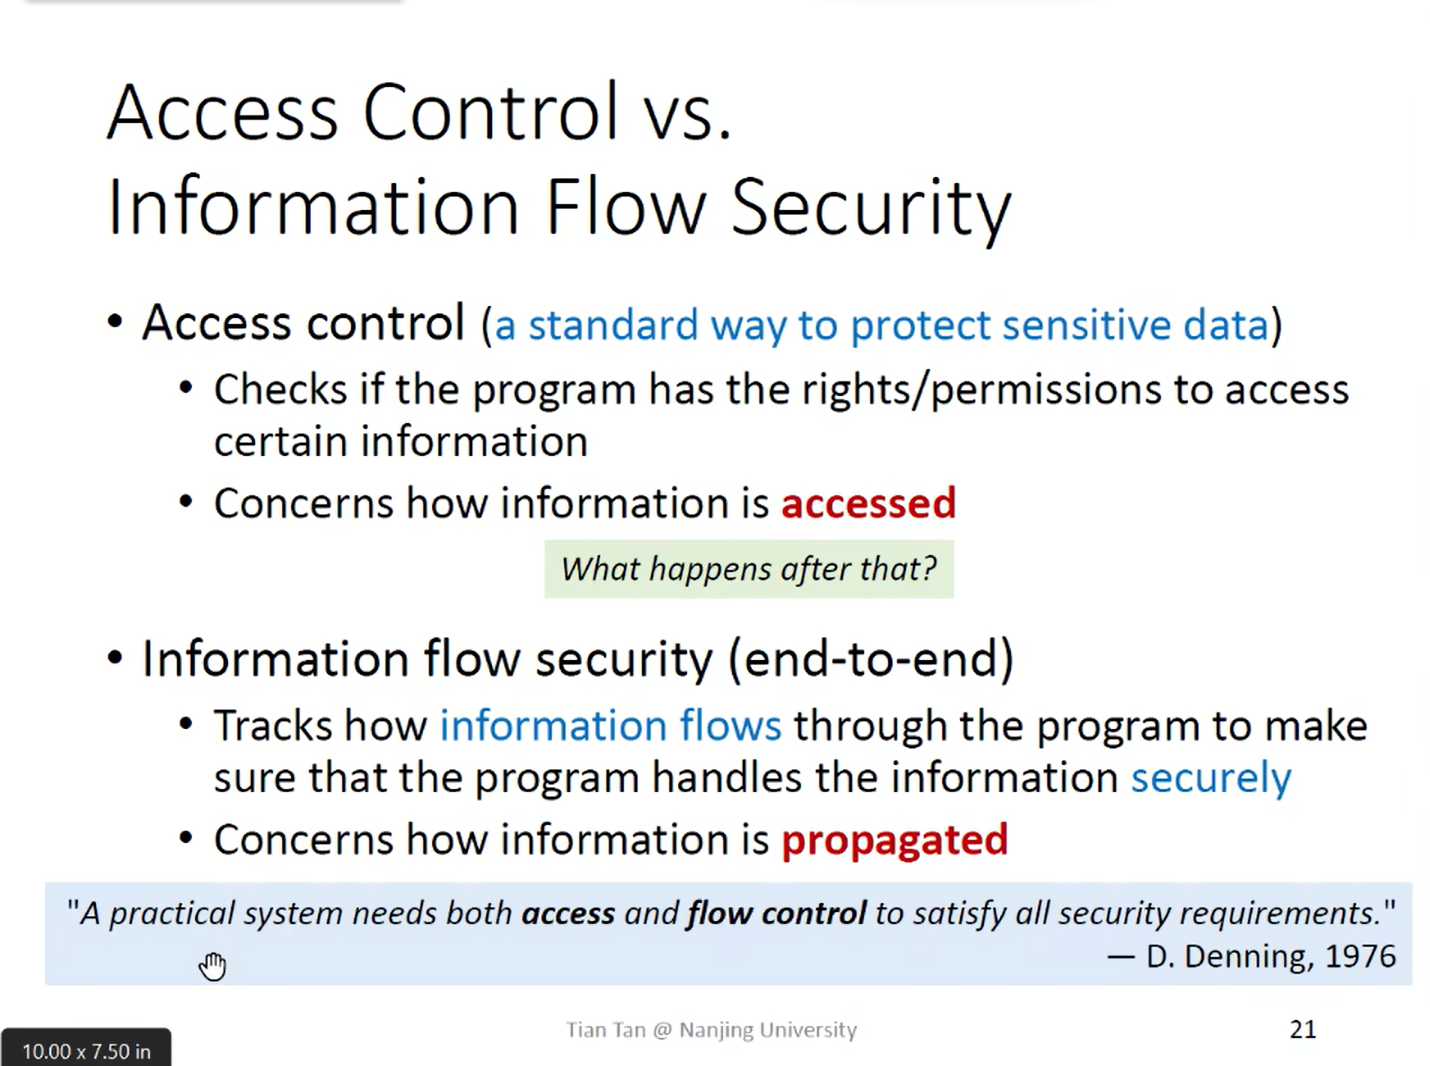 Access Control vs.
Information Flow Security
• Access control (a standard way to protect sensitive data)
• Checks if the program has the rights/permissions to access
certain information
• Concerns how information is accessed
What happens after that?
• Information flow security (end-to-end)
• Tracks how information flows through the program to make
sure that the program handles the information securely
• Concerns how information is propagated
"A practical system needs both access and flow control to satisfy all security requirements."
— D. Denning, 1976
Tian Tan @ Nanjing University
21
10.00 x 7.50 in